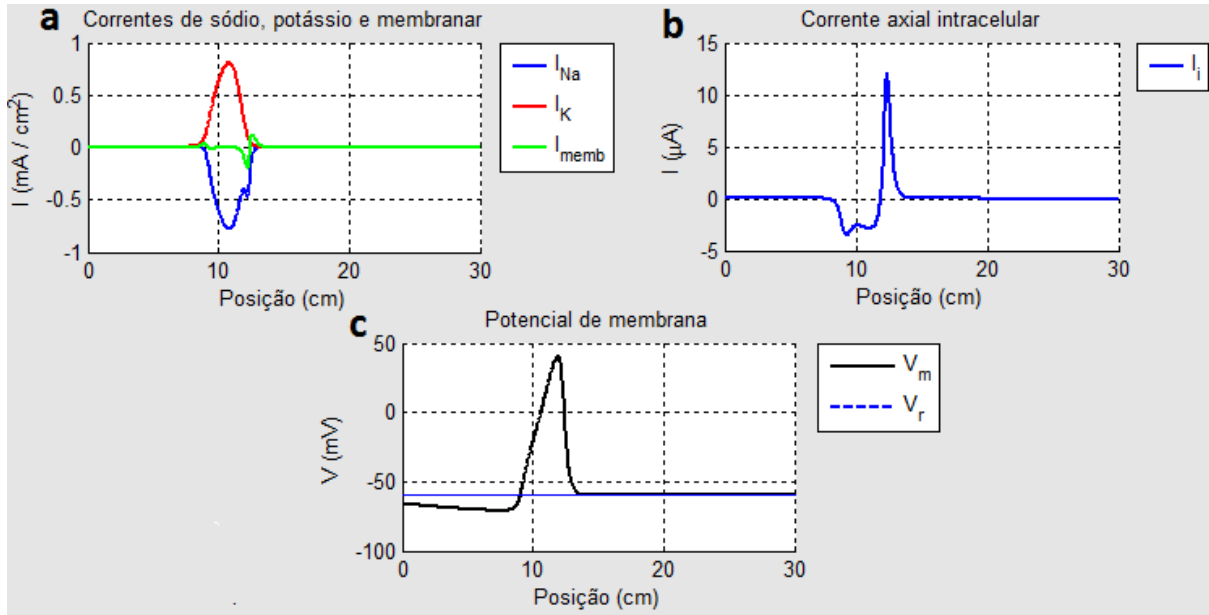 a
Correntes de sódio, potássio e membranar
I (mA / cm²)
1
0.5
0
-0.5
-1
0 10 20 30
Posição (cm)
I_Na
I_K
I_memb
b
Corrente axial intracelular
I (μA)
15
10
5
0
-5
0 10 20 30
Posição (cm)
I_i
c
Potencial de membrana
V (mV)
50
0
-50
-100
0 10 20 30
Posição (cm)
V_m
V_r